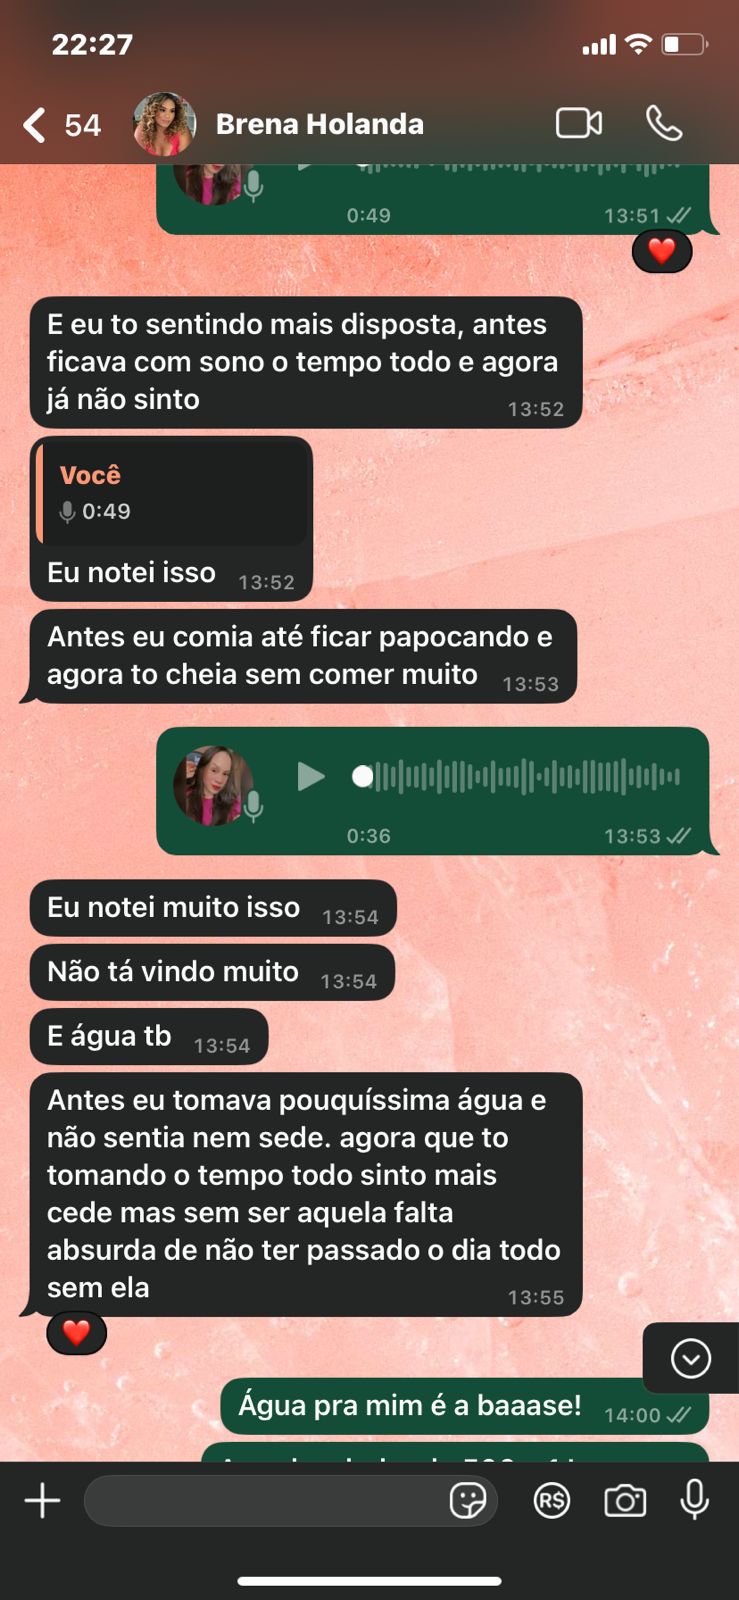 22:27
54
Brena Holanda
0:49
13:51
E eu to sentindo mais disposta, antes
ficava com sono o tempo todo e agora
já não sinto
13:52
Você
0:49
Eu notei isso
13:52
Antes eu comia até ficar papocando e
agora to cheia sem comer muito
13:53
0:36
13:53
Eu notei muito isso
13:54
Não tá vindo muito
13:54
E água tb
13:54
Antes eu tomava pouquíssima água e
não sentia nem sede. agora que to
tomando o tempo todo sinto mais
cede mas sem ser aquela falta
absurda de não ter passado o dia todo
sem ela
13:55
Água pra mim é a baaase!
14:00
R$